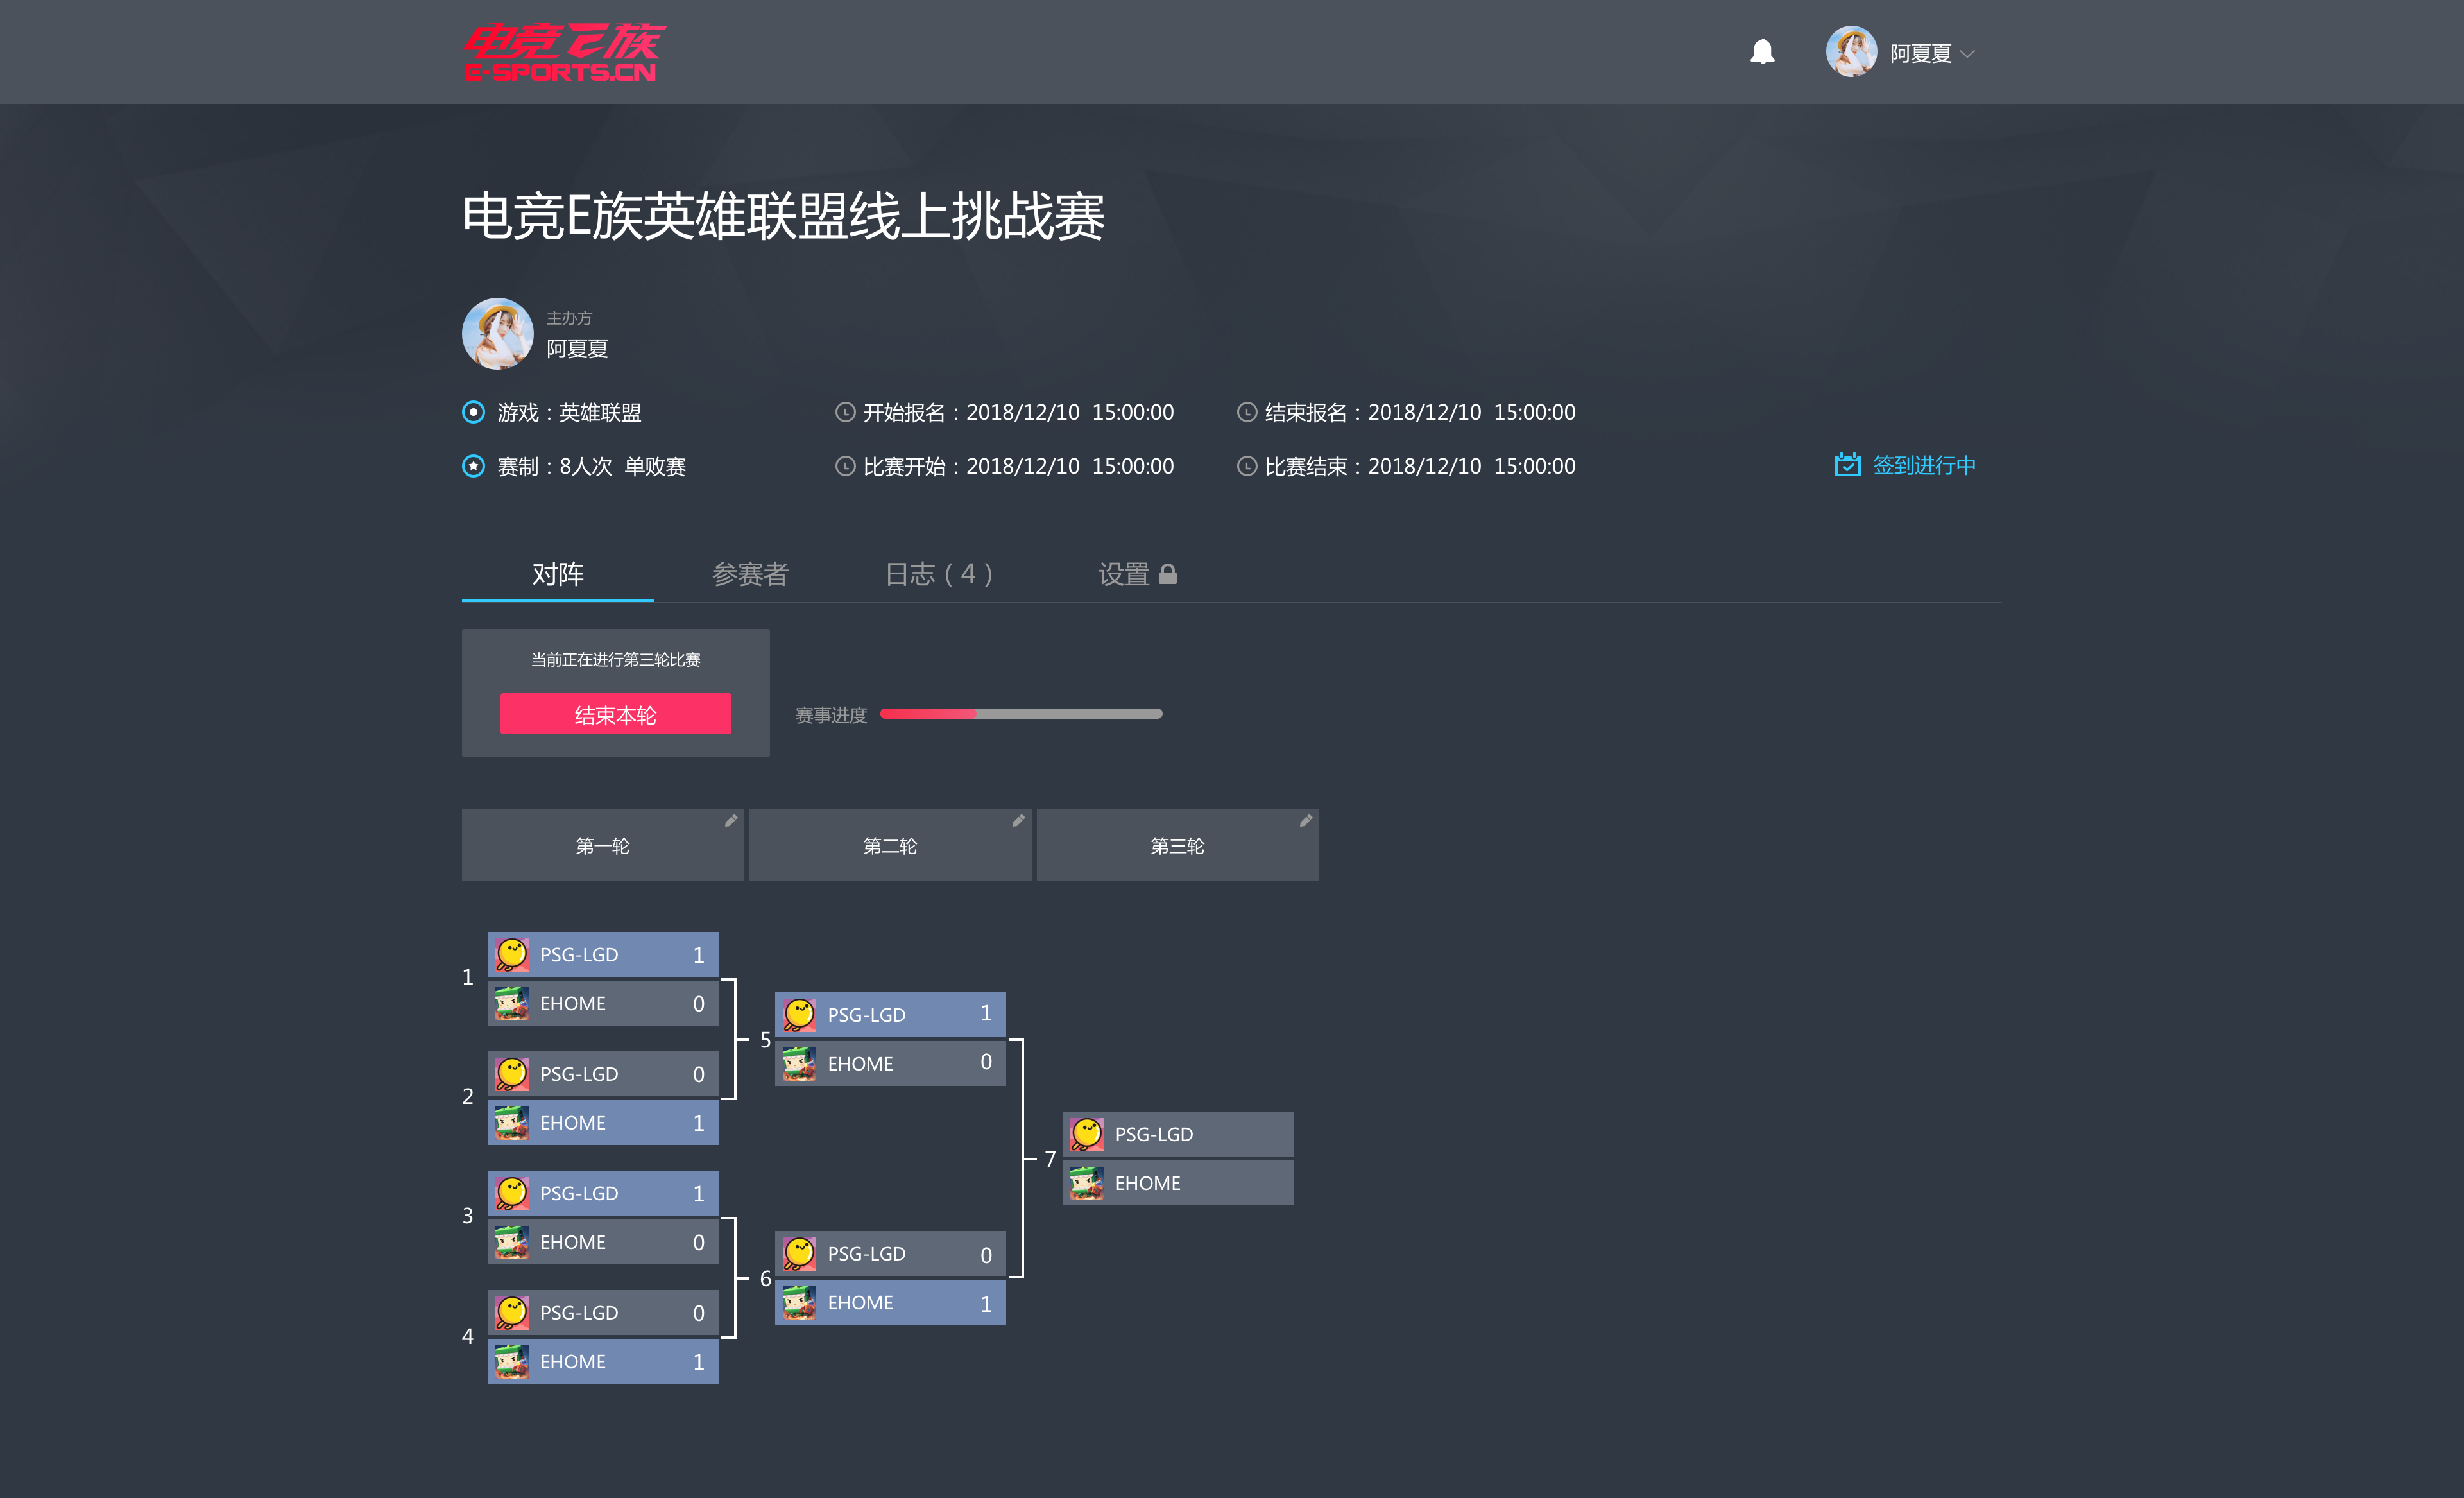 电竞E族
E-SPORTS.CN
阿夏夏
电竞E族英雄联盟线上挑战赛
主办方
阿夏夏
游戏：英雄联盟
开始报名：2018/12/10 15:00:00
结束报名：2018/12/10 15:00:00
赛制：8人次 单败赛
比赛开始：2018/12/10 15:00:00
比赛结束：2018/12/10 15:00:00
签到进行中
对阵
参赛者
日志（4）
设置
当前正在进行第三轮比赛
结束本轮
赛事进度
第一轮
第二轮
第三轮
1
PSG-LGD 1
EHOME 0
2
PSG-LGD 0
EHOME 1
3
PSG-LGD 1
EHOME 0
4
PSG-LGD 0
EHOME 1
5
PSG-LGD 1
EHOME 0
6
PSG-LGD 0
EHOME 1
7
PSG-LGD
EHOME